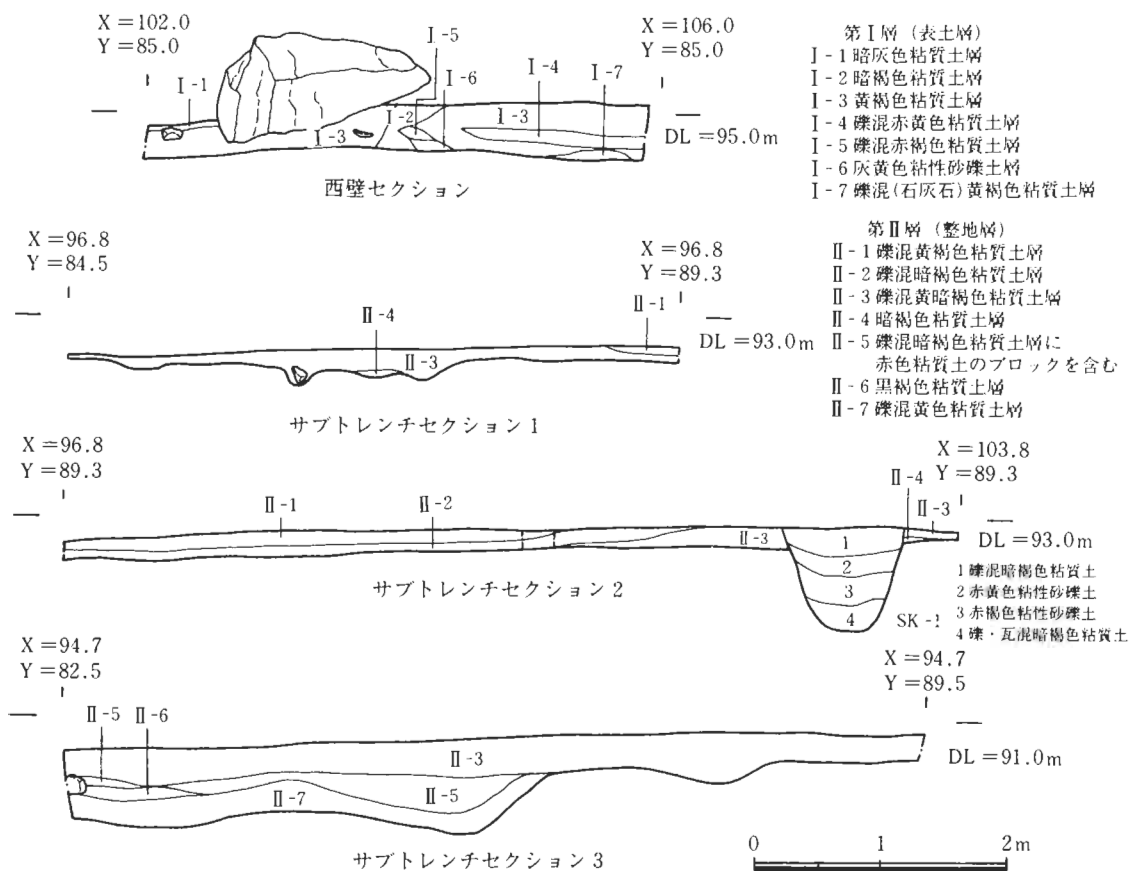 X=102.0
Y=85.0
X=106.0
Y=85.0
Ⅰ-1
Ⅰ-5
Ⅰ-6
Ⅰ-4
Ⅰ-7
Ⅰ-2
Ⅰ-3
Ⅰ-3
DL=95.0m
西壁セクション
第Ⅰ層(表土層)
Ⅰ-1暗灰色粘質土層
Ⅰ-2暗褐色粘質土層
Ⅰ-3黄褐色粘質土層
Ⅰ-4礫混赤黄色粘質土層
Ⅰ-5礫混赤褐色粘質土層
Ⅰ-6灰黄色粘性砂礫土層
Ⅰ-7礫混(石灰石)黄褐色粘質土層
第Ⅱ層(整地層)
Ⅱ-1礫混黄褐色粘質土層
Ⅱ-2礫混暗褐色粘質土層
Ⅱ-3礫混黄暗褐色粘質土層
Ⅱ-4暗褐色粘質土層
Ⅱ-5礫混暗褐色粘質土層に
赤色粘質土のブロックを含む
Ⅱ-6黒褐色粘質土層
Ⅱ-7礫混黄色粘質土層
X=96.8
Y=84.5
X=96.8
Y=89.3
Ⅱ-4
Ⅱ-1
Ⅱ-3
DL=93.0m
サブトレンチセクション1
X=96.8
Y=89.3
X=103.8
Y=89.3
Ⅱ-1
Ⅱ-2
Ⅱ-4
Ⅱ-3
Ⅱ-3
1
2
3
4
SK-1
DL=93.0m
サブトレンチセクション2
1礫混暗褐色粘質土
2赤黄色粘性砂礫土
3赤褐色粘性砂礫土
4礫・瓦混暗褐色粘質土
X=94.7
Y=82.5
X=94.7
Y=89.5
Ⅱ-5
Ⅱ-6
Ⅱ-3
Ⅱ-5
Ⅱ-7
DL=91.0m
サブトレンチセクション3
0 1 2m